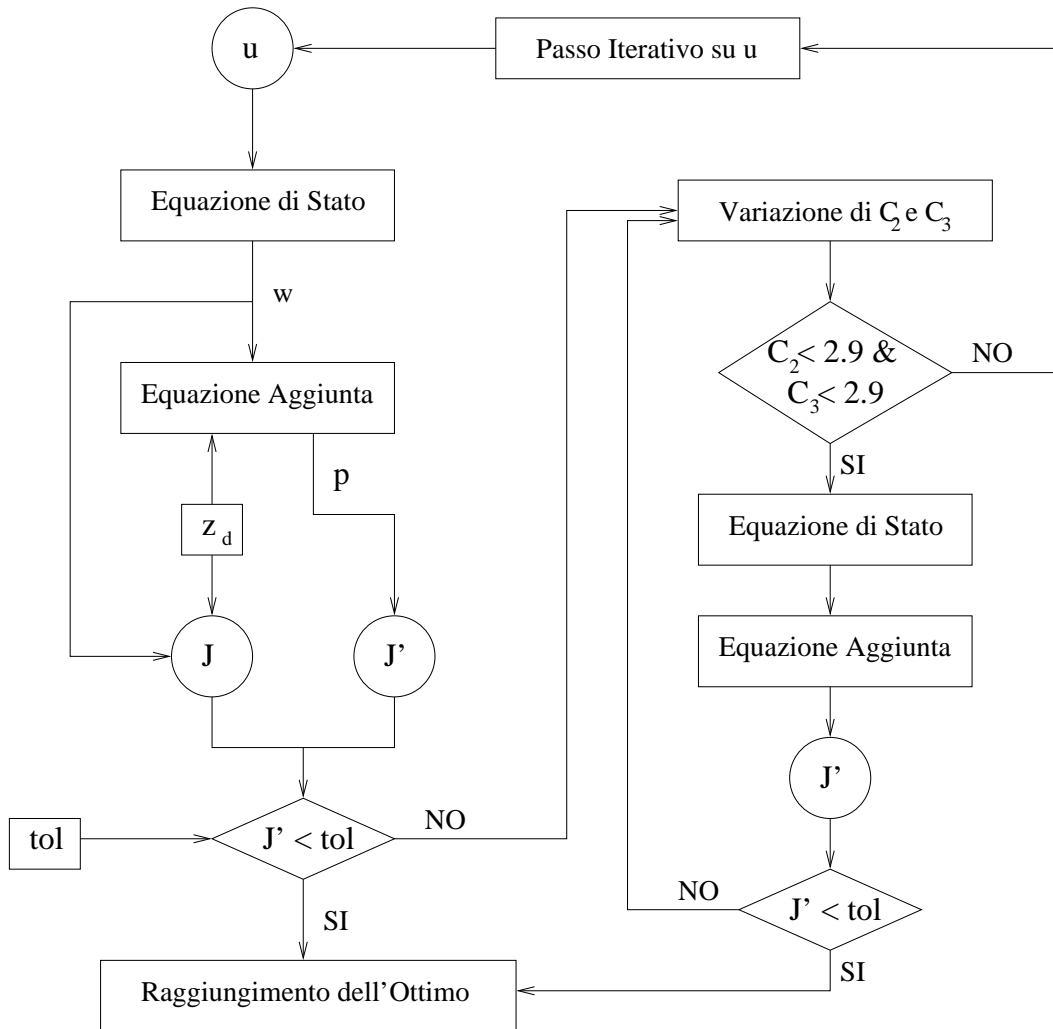 u
Passo Iterativo su u
Equazione di Stato
Variazione di C2 e C3
w
C2 < 2.9 &
C3 < 2.9
NO
Equazione Aggiunta
SI
p
zd
Equazione di Stato
J
J’
Equazione Aggiunta
J’
tol
J’ < tol
NO
NO
J’ < tol
SI
SI
Raggiungimento dell’Ottimo